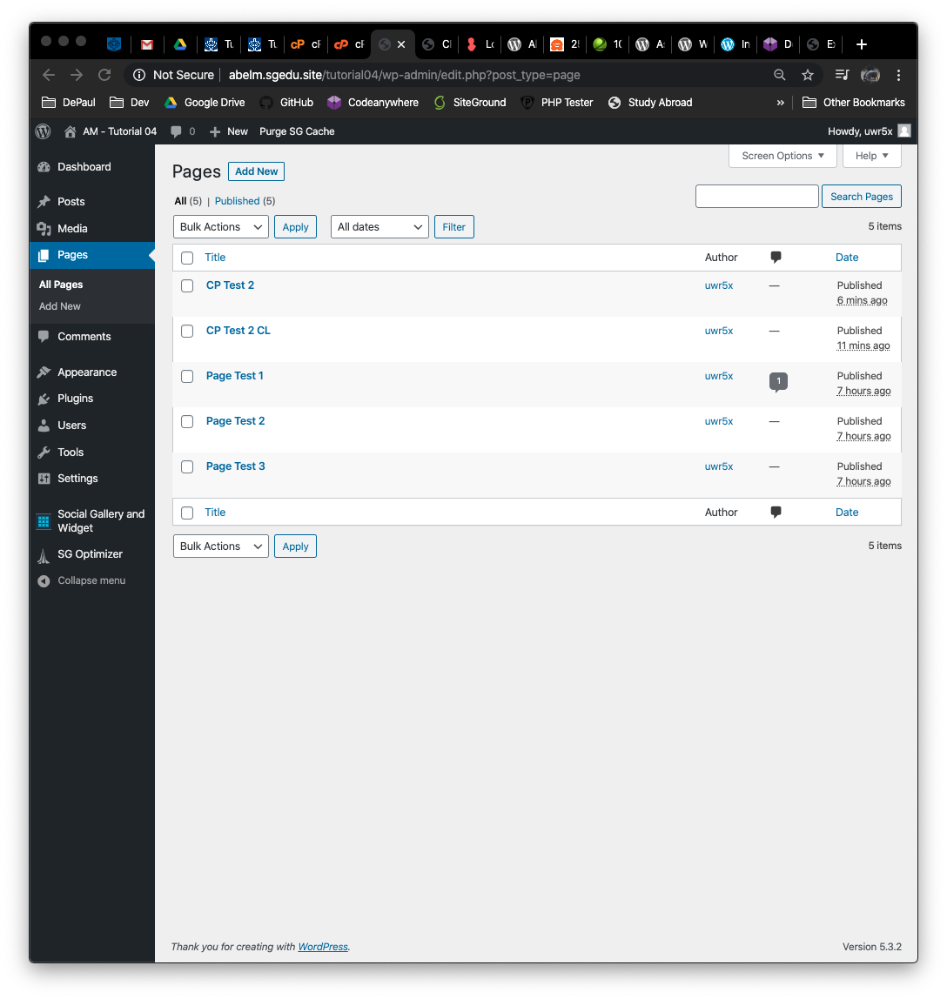 Tu Tu cP cP cP cP Cl Lo Al 25 10 A W In D E
Not Secure abelm.sgedu.site/tutorial04/wp-admin/edit.php?post_type=page
DePaul Dev Google Drive GitHub Codeanywhere SiteGround PHP Tester Study Abroad » Other Bookmarks
AM - Tutorial 04 0 + New Purge SG Cache Howdy, uwr5x
Screen Options Help
Dashboard
Posts
Media
Pages
All Pages
Add New
Comments
Appearance
Plugins
Users
Tools
Settings
Social Gallery and
Widget
SG Optimizer
Collapse menu
Pages Add New
All (5) | Published (5)
Search Pages
Bulk Actions Apply All dates Filter 5 items
Title Author Date
CP Test 2 uwr5x — Published
6 mins ago
CP Test 2 CL uwr5x — Published
11 mins ago
Page Test 1 uwr5x 1 Published
7 hours ago
Page Test 2 uwr5x — Published
7 hours ago
Page Test 3 uwr5x — Published
7 hours ago
Title Author Date
Bulk Actions Apply 5 items
Thank you for creating with WordPress. Version 5.3.2